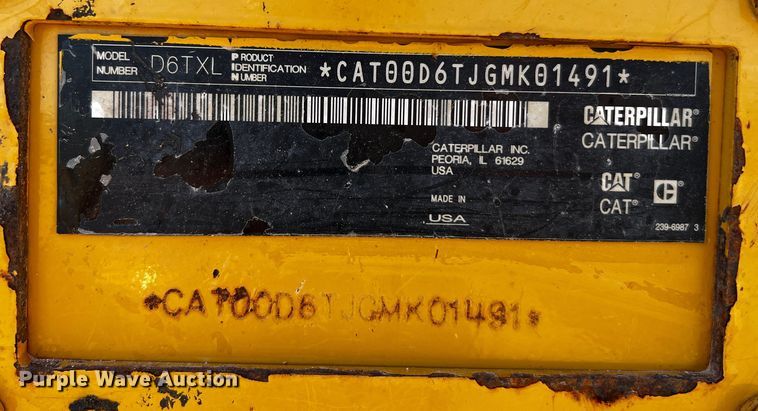 MODEL NUMBER D6TXL PRODUCT IDENTIFICATION NUMBER *CAT00D6TJGMK01491*
CATERPILLAR®
CATERPILLAR®
CATERPILLAR INC.
PEORIA, IL 61629
USA
CAT®
CAT®
C®
MADE IN
USA
239-6987 3
*CAT00D6TJGMK01491*
Purple Wave Auction